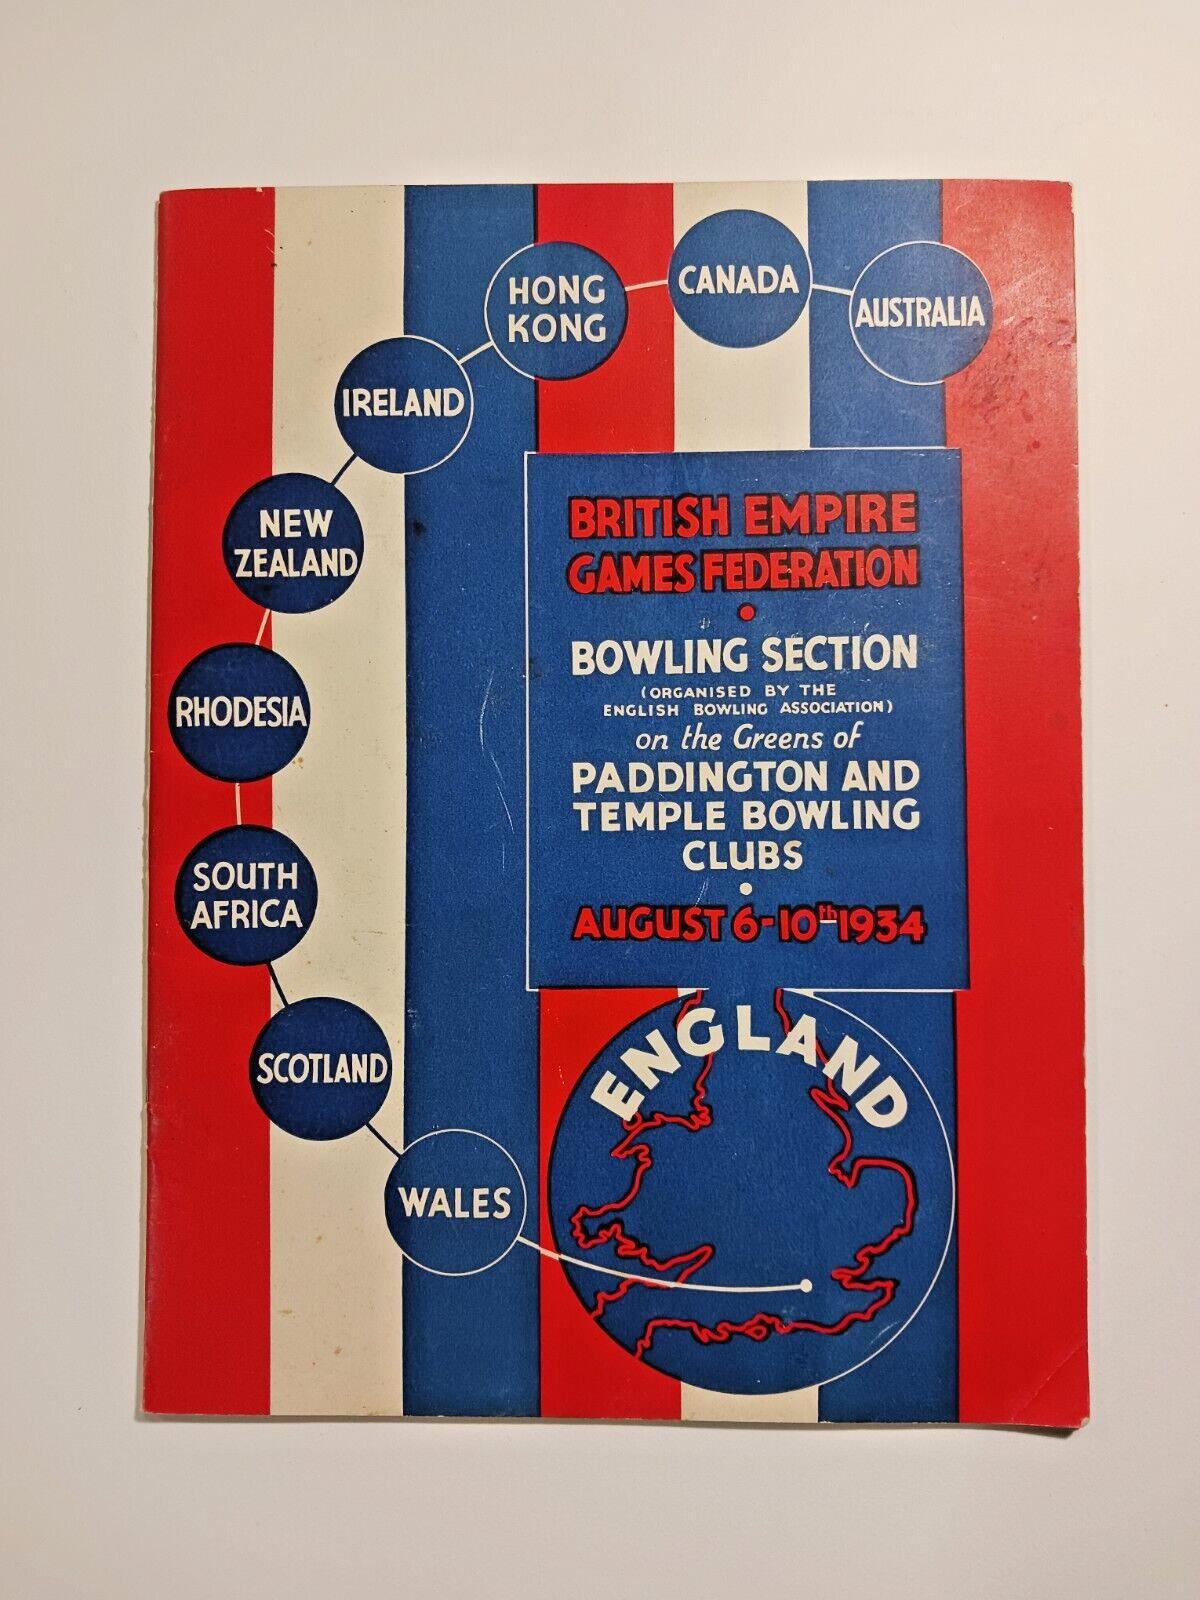 HONG
KONG
CANADA
AUSTRALIA
IRELAND
NEW
ZEALAND
RHODESIA
SOUTH
AFRICA
SCOTLAND
WALES
BRITISH EMPIRE
GAMES FEDERATION
•
BOWLING SECTION
(ORGANISED BY THE
ENGLISH BOWLING ASSOCIATION)
on the Greens of
PADDINGTON AND
TEMPLE BOWLING
CLUBS
•
AUGUST 6-10th 1934
ENGLAND